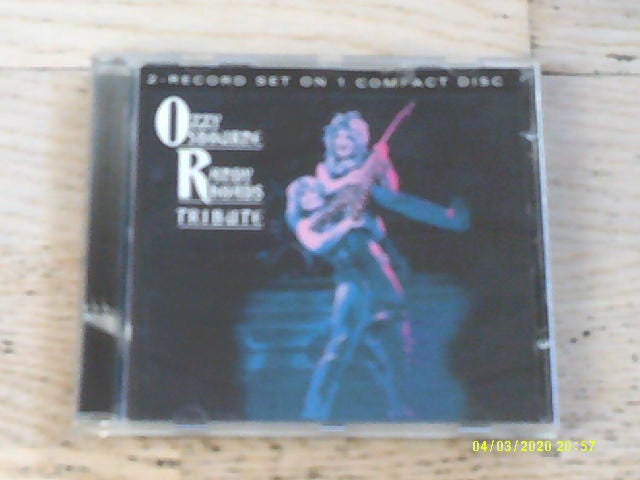 2-RECORD SET ON 1 COMPACT DISC
OZZY
OSBOURNE
RANDY
RHOADS
TRIBUTE
04/03/2020 20:57